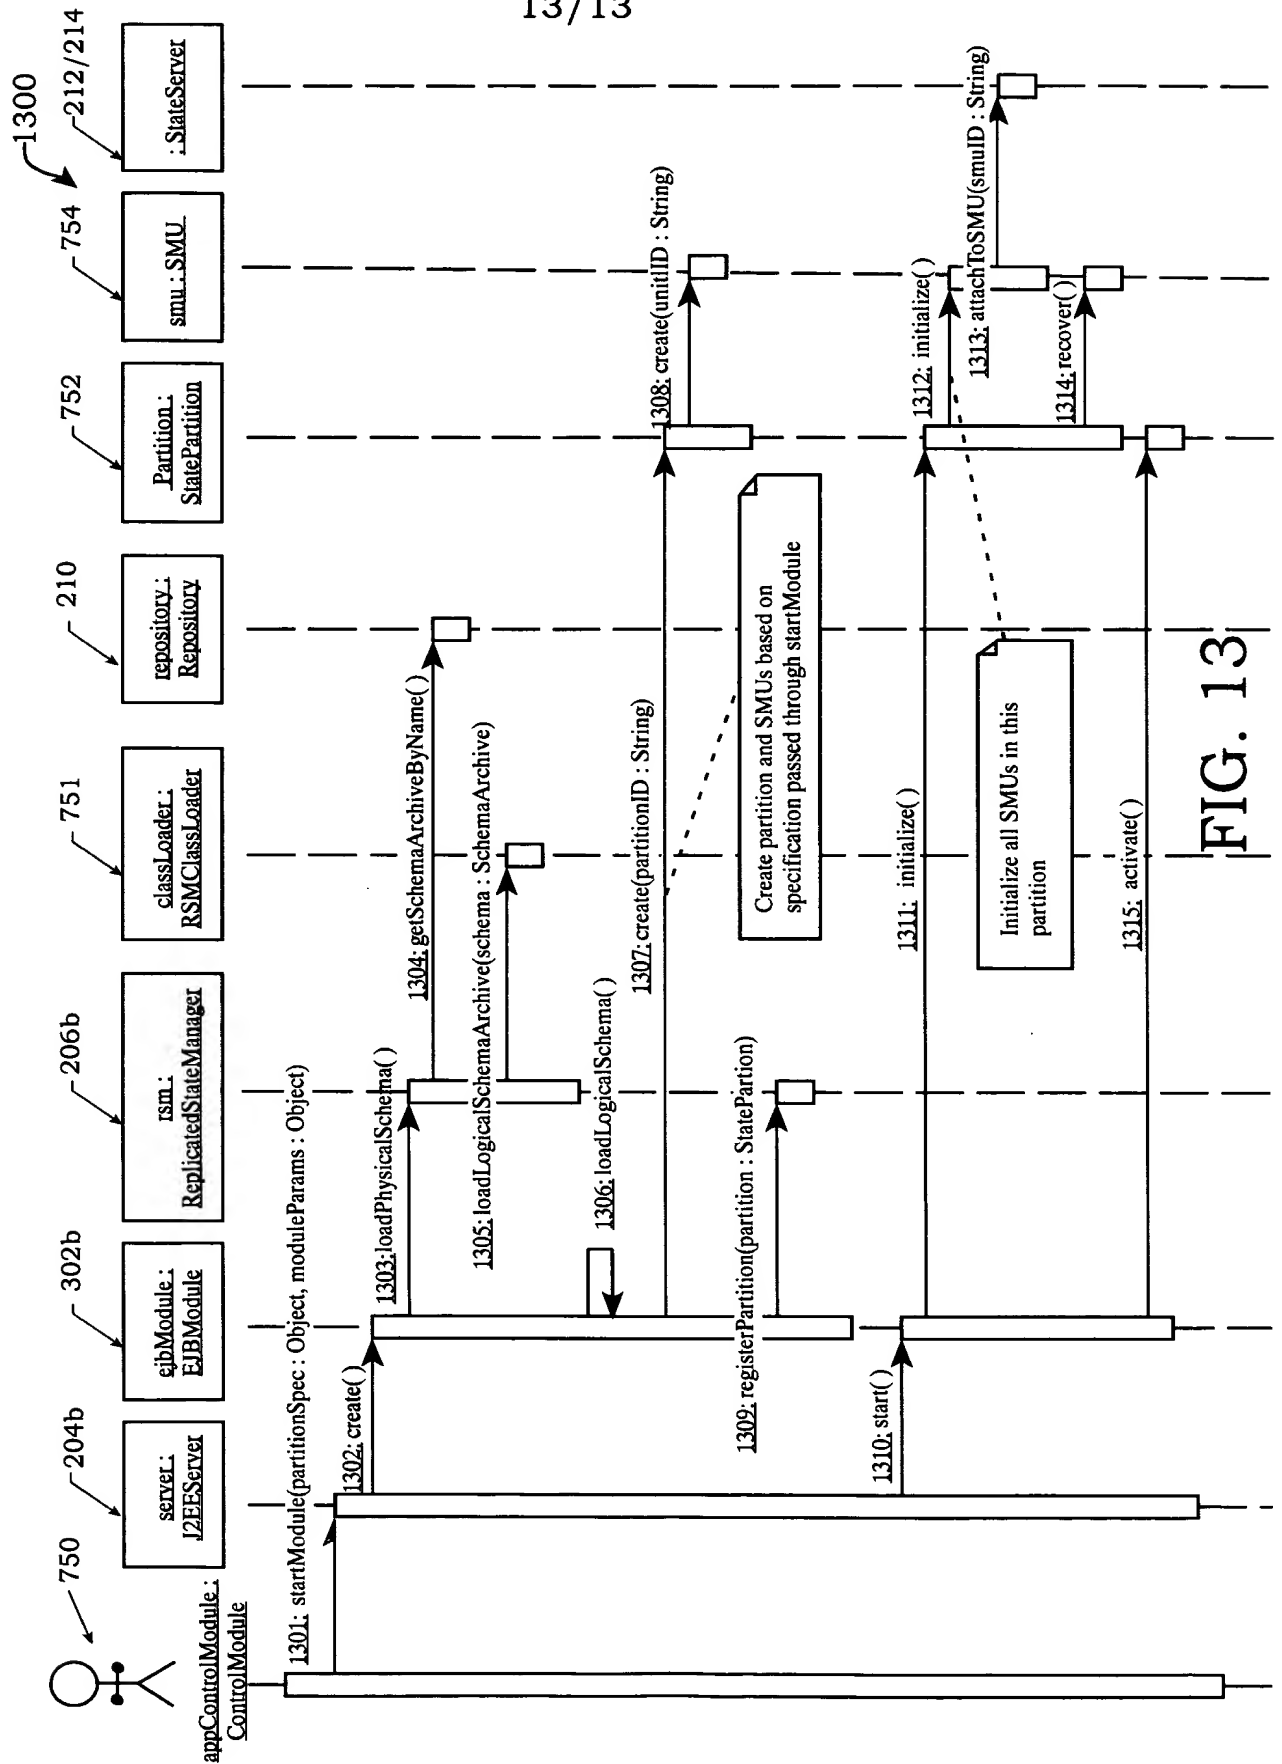 13/13
1300
750
204b
302b
206b
751
210
752
754
212/214
appControlModule :
ControlModule
server :
J2EEServer
ejbModule :
EJBModule
rsm :
ReplicatedStateManager
classLoader :
RSMClassLoader
repository :
Repository
Partition :
StatePartition
smu : SMU
: StateServer
1301: startModule(partitionSpec : Object, moduleParams : Object)
1302: create( )
1303:loadPhysicalSchema( )
1304: getSchemaArchiveByName( )
1305: loadLogicalSchemaArchive(schema : SchemaArchive)
1306: loadLogicalSchema( )
1307: create(partitionID : String)
1308: create(unitID : String)
Create partition and SMUs based on
specification passed through startModule
1309: registerPartition(partition : StatePartion)
1310: start( )
1311: initialize( )
1312: initialize( )
1313: attachToSMU(smuID : String)
Initialize all SMUs in this
partition
1314: recover( )
1315: activate( )
FIG. 13